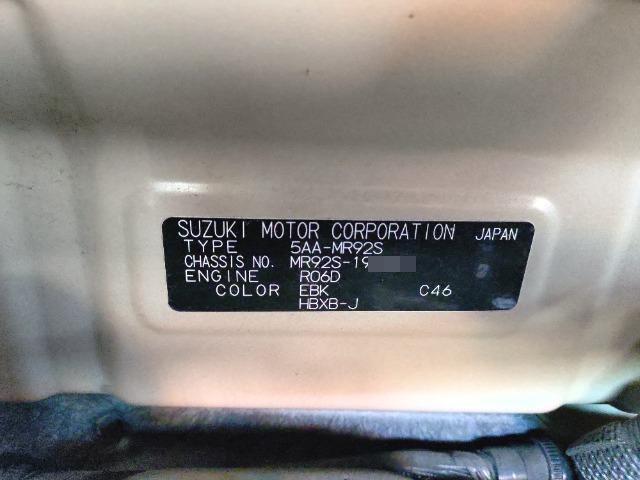 SUZUKI MOTOR CORPORATION JAPAN
TYPE 5AA-MR92S
CHASSIS NO. MR92S-19
ENGINE R06D
COLOR EBK C46
HBXB-J